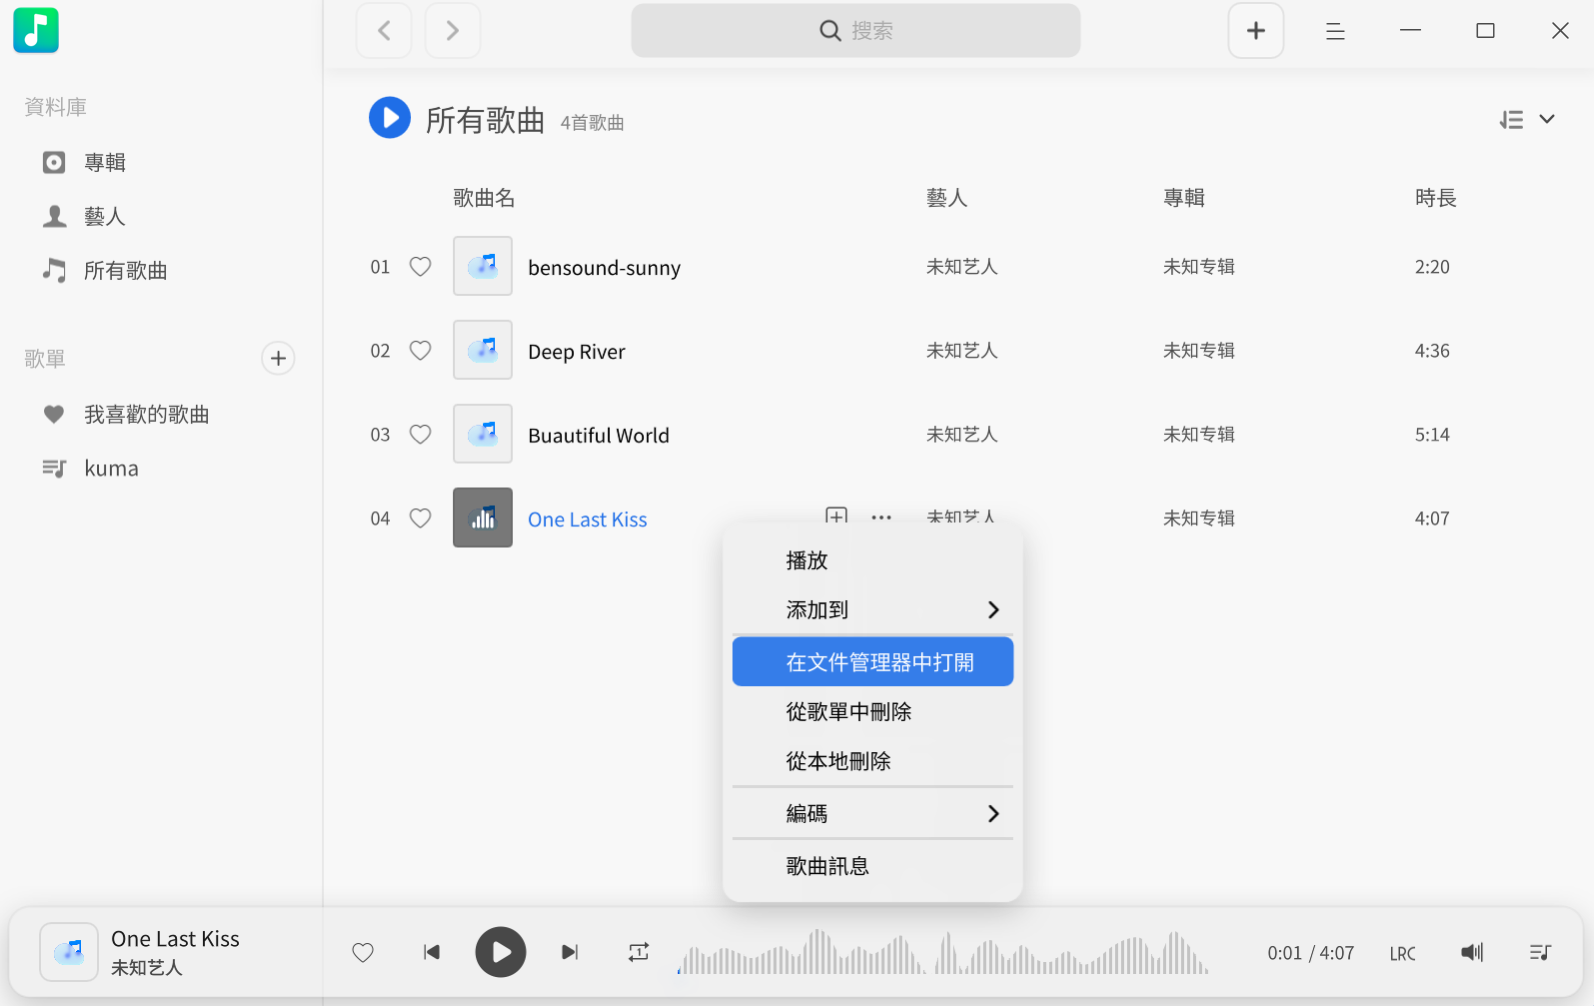 搜索
資料庫
專輯
藝人
所有歌曲
歌單
我喜歡的歌曲
kuma
所有歌曲 4首歌曲
歌曲名 藝人 專輯 時長
01 bensound-sunny 未知艺人 未知专辑 2:20
02 Deep River 未知艺人 未知专辑 4:36
03 Buautiful World 未知艺人 未知专辑 5:14
04 One Last Kiss 未知艺人 未知专辑 4:07
播放
添加到
在文件管理器中打開
從歌單中刪除
從本地刪除
編碼
歌曲訊息
One Last Kiss
未知艺人
1
0:01 / 4:07 LRC